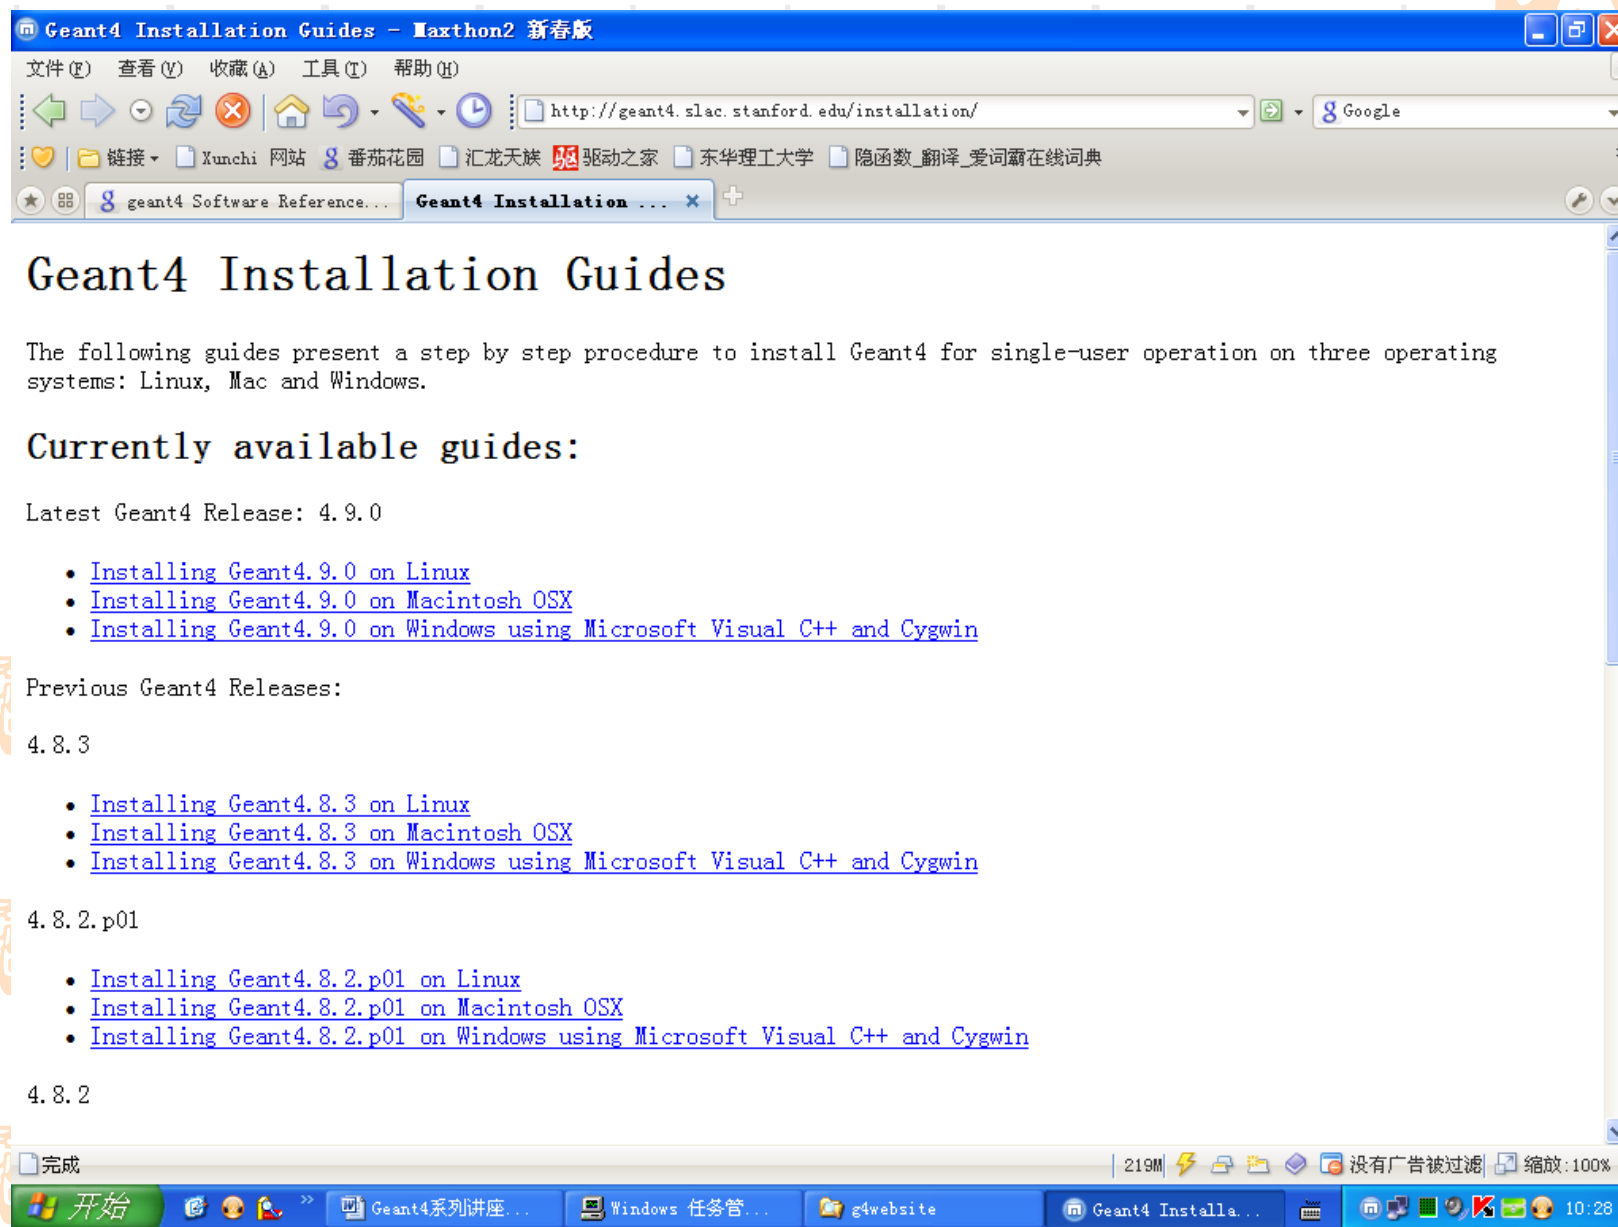 Geant4 Installation Guides - Maxthon2 新春版
文件(F) 查看(V) 收藏(A) 工具(T) 帮助(H)
http://geant4.slac.stanford.edu/installation/ Google
链接 Xunchi 网站 番茄花园 汇龙天族 驱动之家 东华理工大学 隐函数_翻译_爱词霸在线词典
geant4 Software Reference... Geant4 Installation ...
Geant4 Installation Guides
The following guides present a step by step procedure to install Geant4 for single-user operation on three operating
systems: Linux, Mac and Windows.
Currently available guides:
Latest Geant4 Release: 4.9.0
Installing Geant4.9.0 on Linux
Installing Geant4.9.0 on Macintosh OSX
Installing Geant4.9.0 on Windows using Microsoft Visual C++ and Cygwin
Previous Geant4 Releases:
4.8.3
Installing Geant4.8.3 on Linux
Installing Geant4.8.3 on Macintosh OSX
Installing Geant4.8.3 on Windows using Microsoft Visual C++ and Cygwin
4.8.2.p01
Installing Geant4.8.2.p01 on Linux
Installing Geant4.8.2.p01 on Macintosh OSX
Installing Geant4.8.2.p01 on Windows using Microsoft Visual C++ and Cygwin
4.8.2
完成 219M 没有广告被过滤 缩放:100%
开始 Geant4系列讲座... Windows 任务管... g4website Geant4 Installa... 10:28